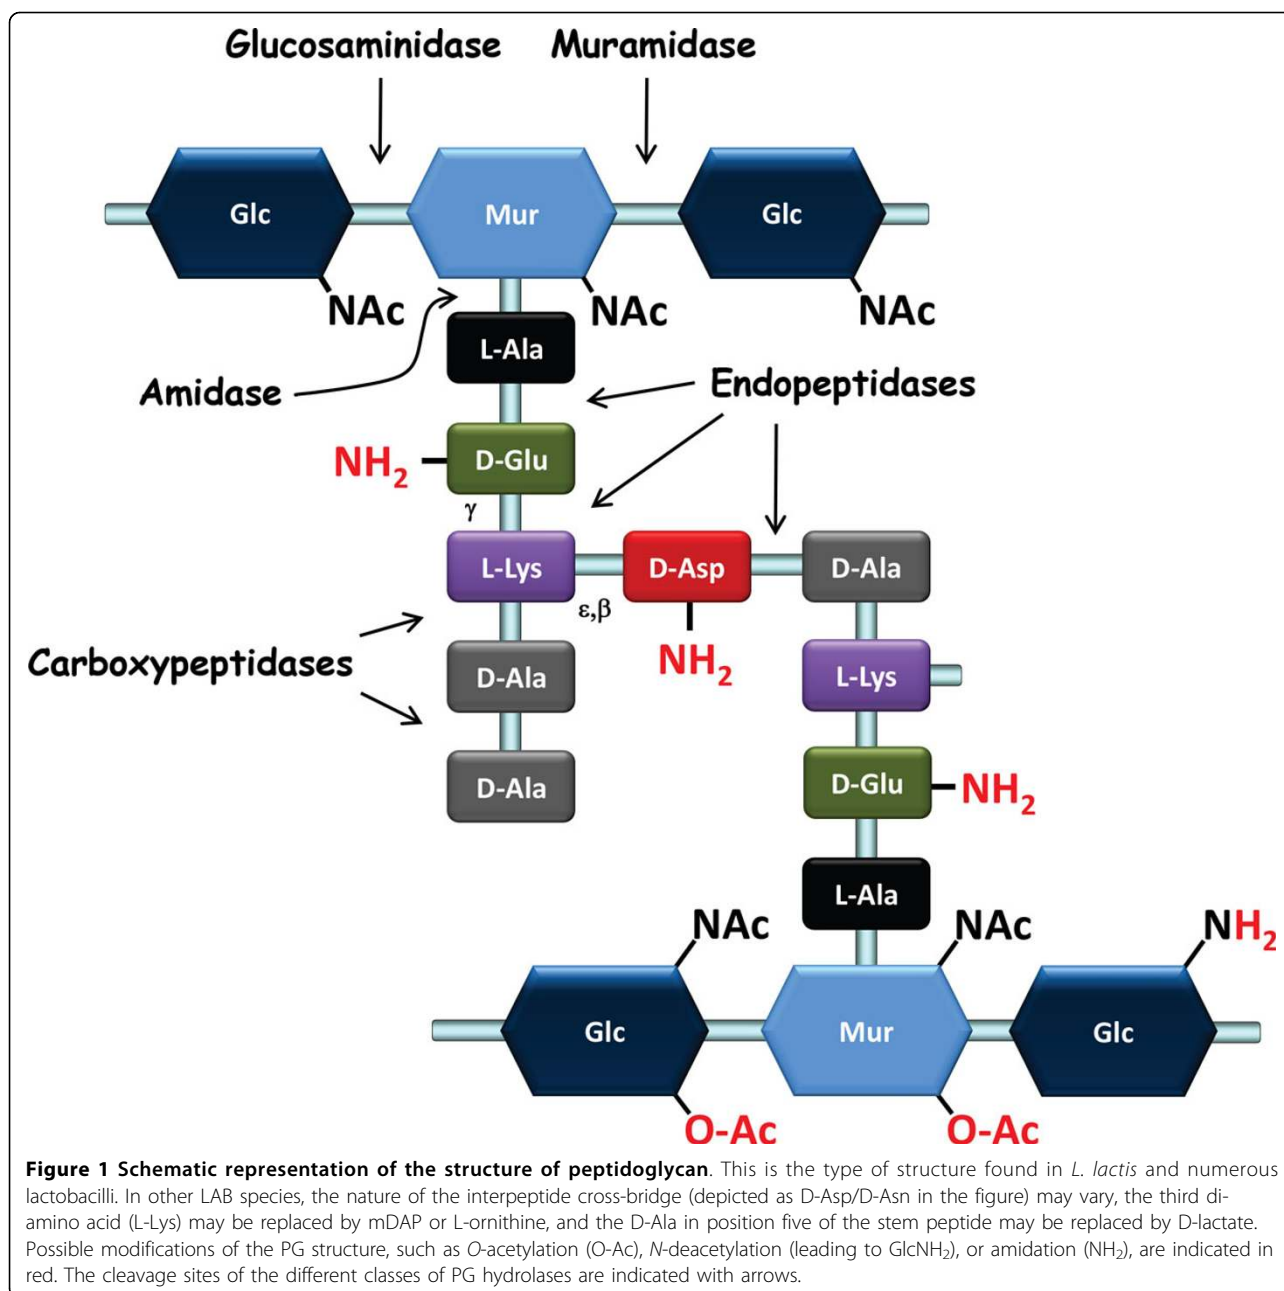 Glucosaminidase Muramidase
Glc Mur Glc
NAc NAc NAc
L-Ala
Amidase Endopeptidases
NH₂ D-Glu
γ
L-Lys D-Asp D-Ala
ε,β
NH₂
Carboxypeptidases
D-Ala L-Lys
D-Ala D-Glu NH₂
L-Ala
NAc NAc NH₂
Glc Mur Glc
O-Ac O-Ac
Figure 1 Schematic representation of the structure of peptidoglycan. This is the type of structure found in L. lactis and numerous
lactobacilli. In other LAB species, the nature of the interpeptide cross-bridge (depicted as D-Asp/D-Asn in the figure) may vary, the third di-
amino acid (L-Lys) may be replaced by mDAP or L-ornithine, and the D-Ala in position five of the stem peptide may be replaced by D-lactate.
Possible modifications of the PG structure, such as O-acetylation (O-Ac), N-deacetylation (leading to GlcNH₂), or amidation (NH₂), are indicated in
red. The cleavage sites of the different classes of PG hydrolases are indicated with arrows.